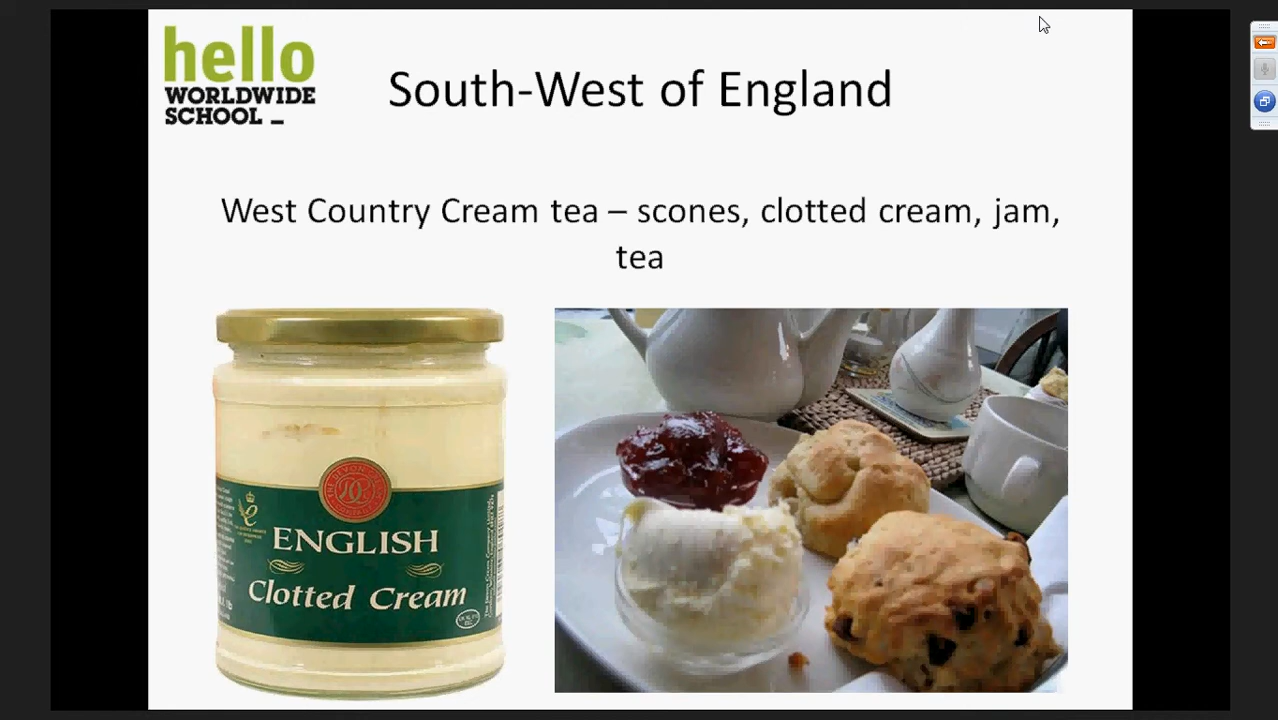 hello
WORLDWIDE
SCHOOL _
South-West of England
West Country Cream tea – scones, clotted cream, jam,
tea
ENGLISH
Clotted Cream